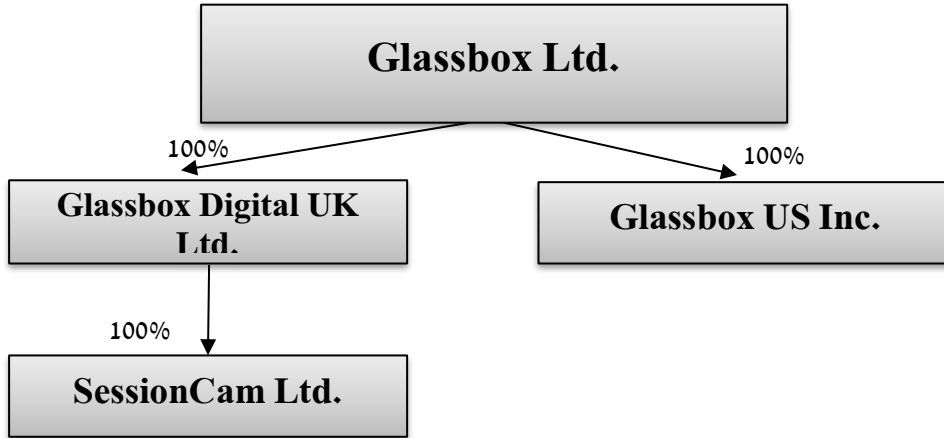 Glassbox Ltd.
100%
100%
Glassbox Digital UK
Ltd.
Glassbox US Inc.
100%
SessionCam Ltd.